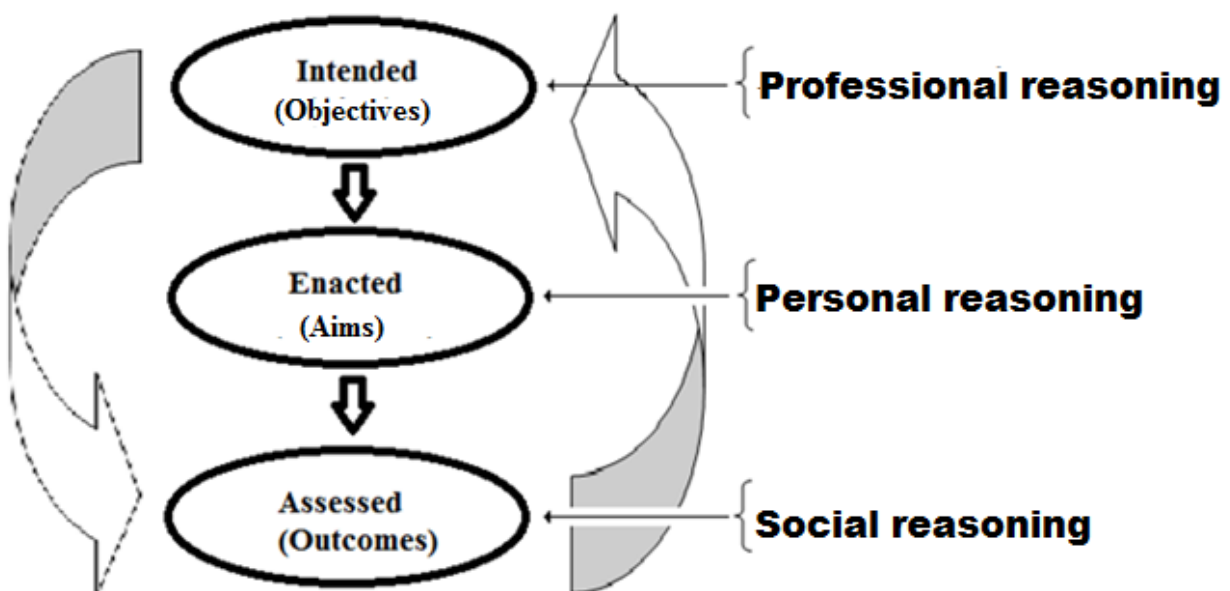 Intended
(Objectives)
Professional reasoning
Enacted
(Aims)
Personal reasoning
Assessed
(Outcomes)
Social reasoning